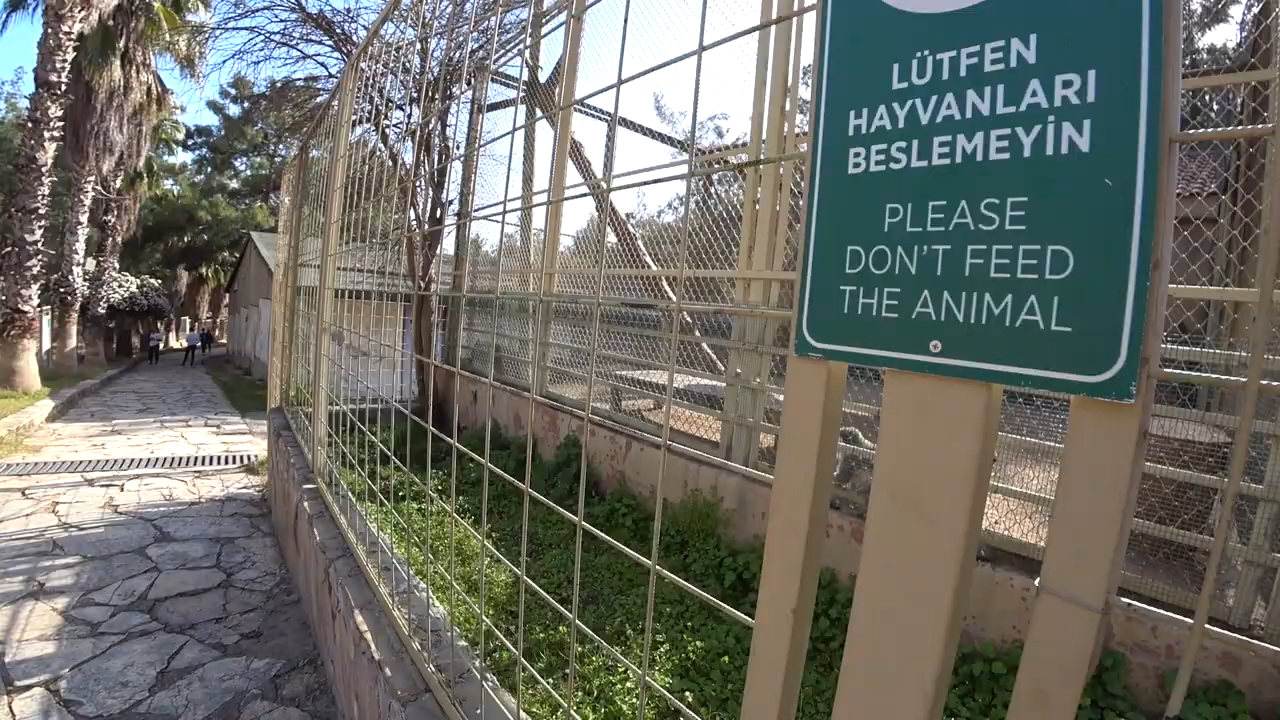 LÜTFEN
HAYVANLARI
BESLEMEYİN
PLEASE
DON'T FEED
THE ANIMAL